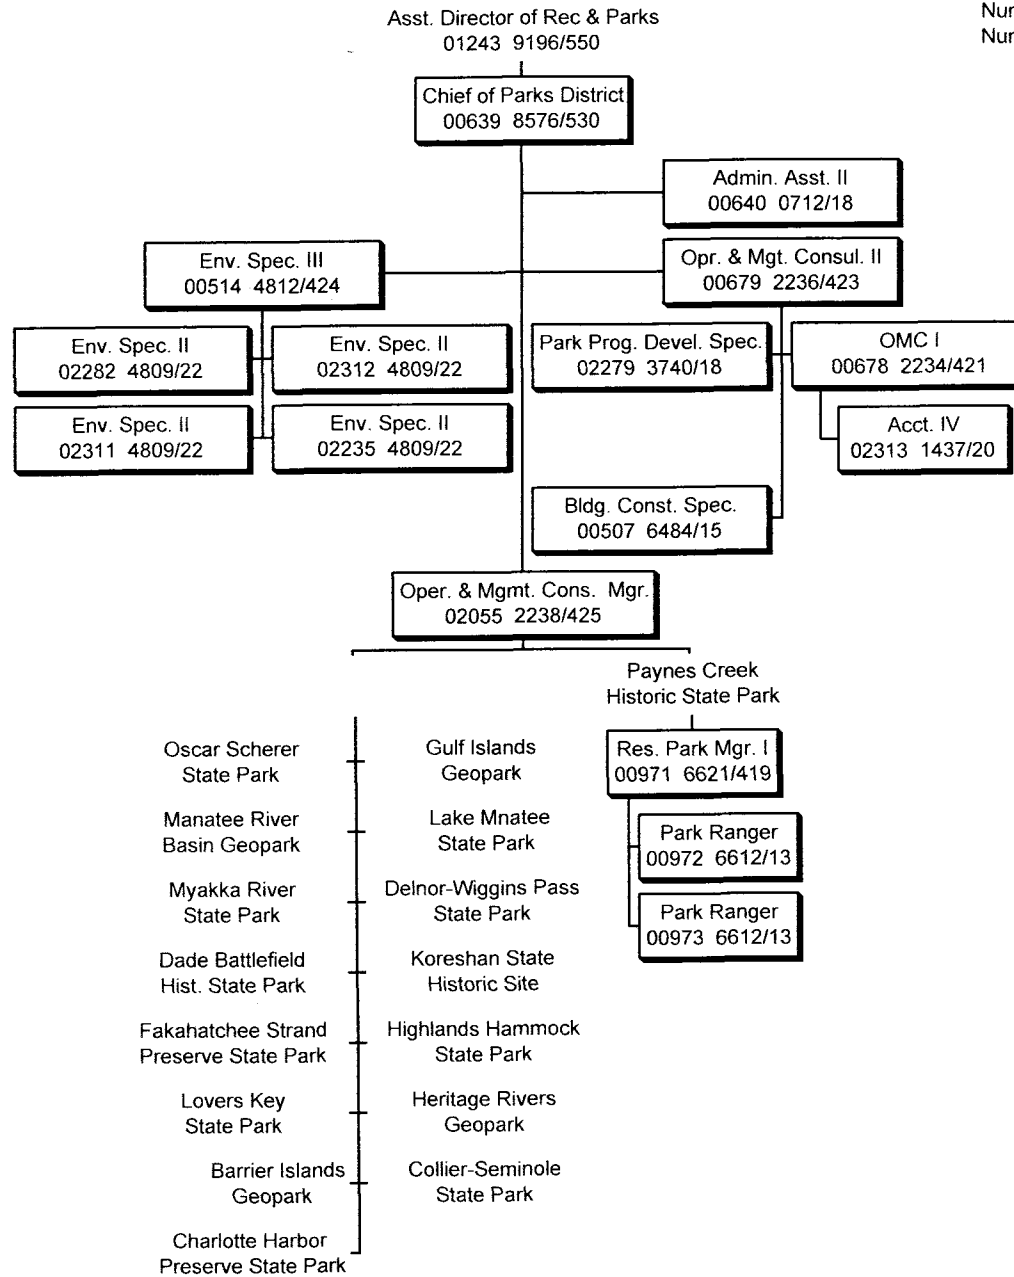 Asst. Director of Rec & Parks
01243 9196/550
Chief of Parks District
00639 8576/530
Admin. Asst. II
00640 0712/18
Env. Spec. III
00514 4812/424
Opr. & Mgt. Consul. II
00679 2236/423
Env. Spec. II
02282 4809/22
Env. Spec. II
02312 4809/22
Park Prog. Devel. Spec.
02279 3740/18
OMC I
00678 2234/421
Env. Spec. II
02311 4809/22
Env. Spec. II
02235 4809/22
Acct. IV
02313 1437/20
Bldg. Const. Spec.
00507 6484/15
Oper. & Mgmt. Cons. Mgr.
02055 2238/425
Paynes Creek
Historic State Park
Res. Park Mgr. I
00971 6621/419
Park Ranger
00972 6612/13
Park Ranger
00973 6612/13
Oscar Scherer
State Park
Gulf Islands
Geopark
Manatee River
Basin Geopark
Lake Mnatee
State Park
Myakka River
State Park
Delnor-Wiggins Pass
State Park
Dade Battlefield
Hist. State Park
Koreshan State
Historic Site
Fakahatchee Strand
Preserve State Park
Highlands Hammock
State Park
Lovers Key
State Park
Heritage Rivers
Geopark
Barrier Islands
Geopark
Collier-Seminole
State Park
Charlotte Harbor
Preserve State Park